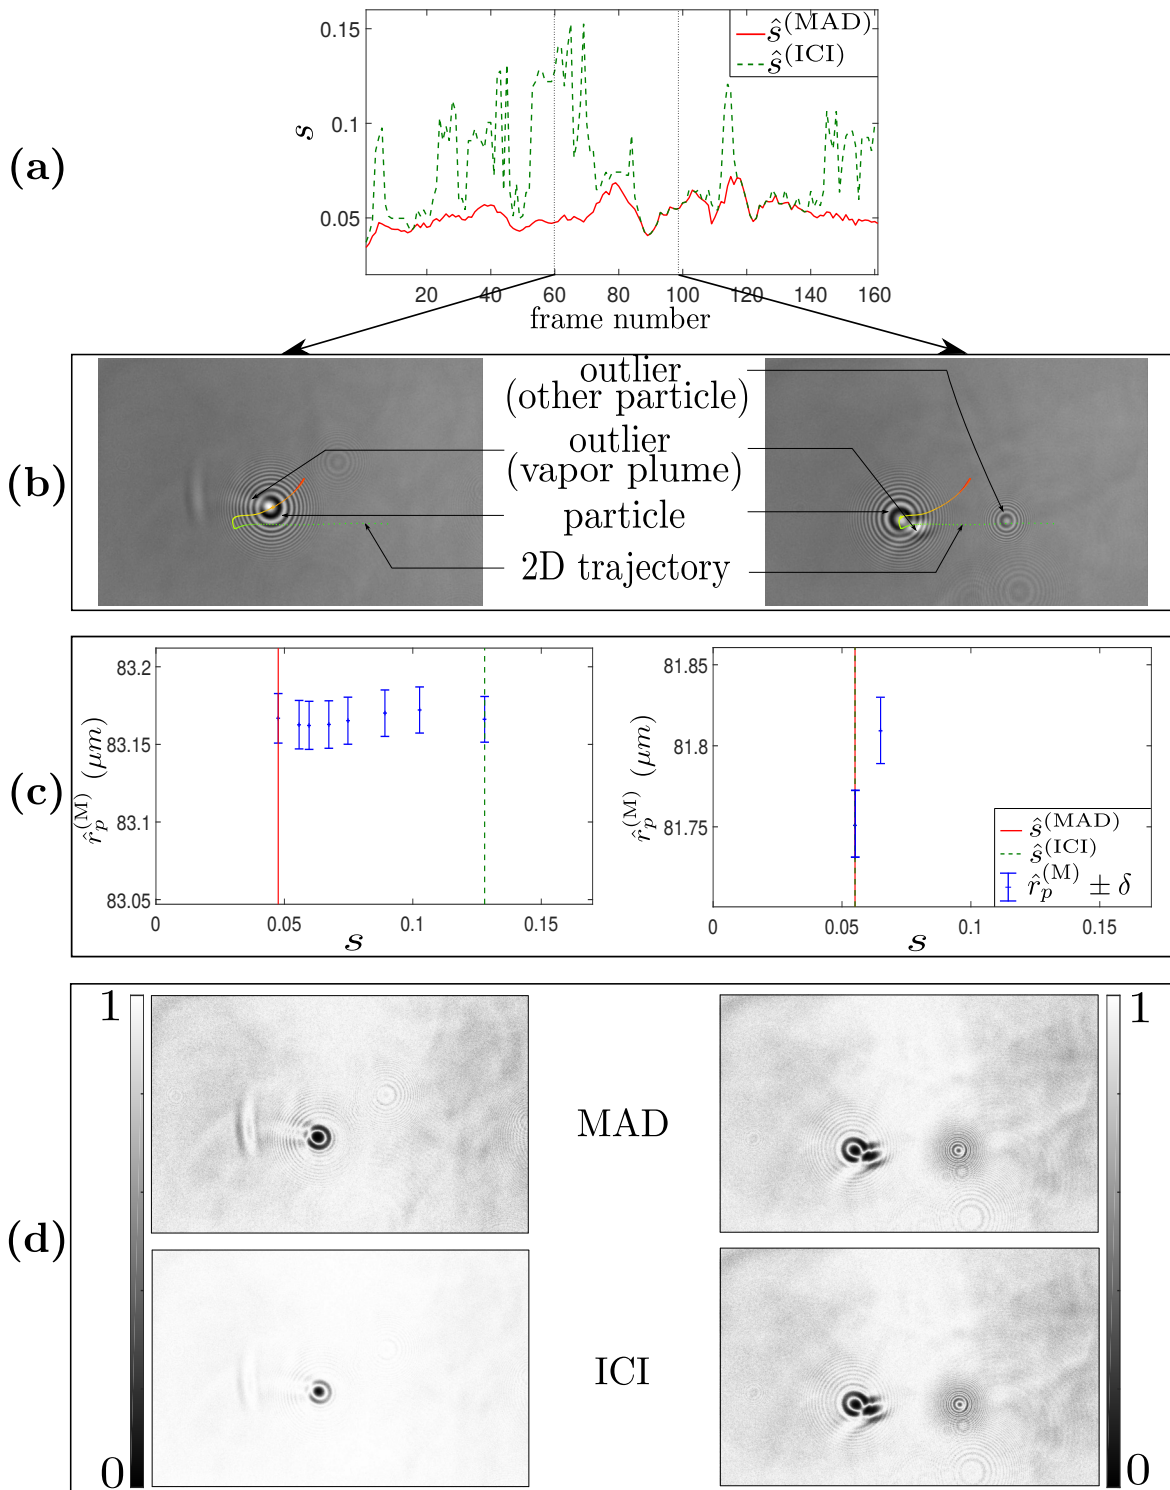 (a)
0.15
0.1
0.05
s
ŝ(MAD)
ŝ(ICI)
20 40 60 80 100 120 140 160
frame number
(b)
outlier
(other particle)
outlier
(vapor plume)
particle
2D trajectory
(c)
83.2
83.15
83.1
83.05
r̂p(M) (μm)
0 0.05 0.1 0.15
s
81.85
81.8
81.75
r̂p(M) (μm)
0 0.05 0.1 0.15
s
ŝ(MAD)
ŝ(ICI)
r̂p(M) ± δ
(d)
1
0
MAD
ICI
1
0